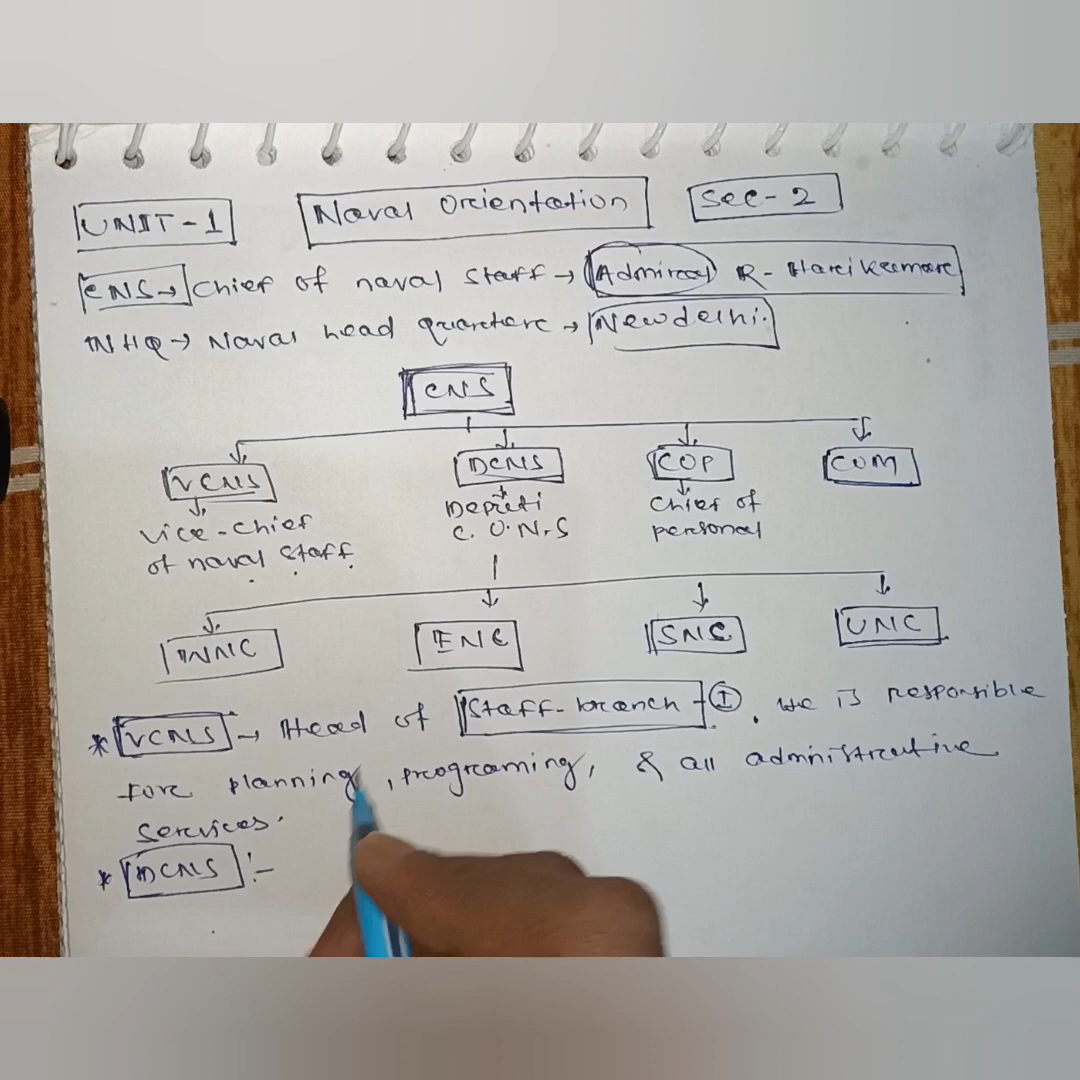 UNIT-1 Naval Orientation Sec-2
CNS→ Chief of naval Staff → Admiral R-Harikumar
NHQ→ Naval head quarters → New delhi.
CNS
VCNS DCNS COP COM
Vice-chief of naval Staff Deputi C.O.N.S Chief of personal
WNC ENC SNC UNC
* VCNS → Head of Staff-branch-I. He is responsible
for planning, programing, & all administrative
services.
* DCNS :-